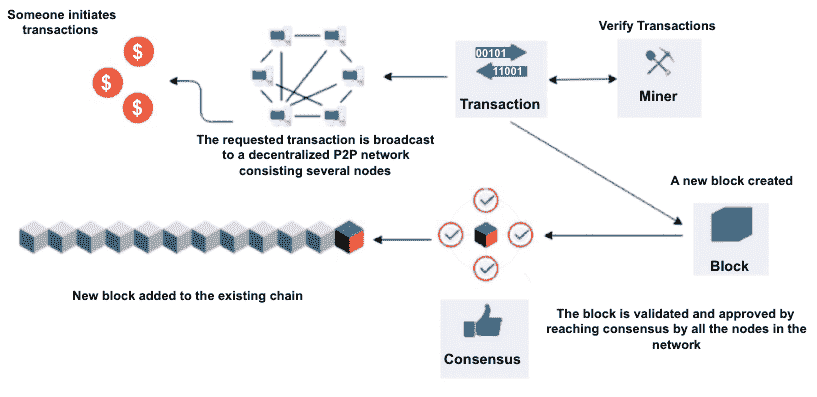 Someone initiates
transactions
$
$
$
The requested transaction is broadcast
to a decentralized P2P network
consisting several nodes
00101
11001
Transaction
Verify Transactions
Miner
A new block created
Block
The block is validated and approved by
reaching consensus by all the nodes in the
network
Consensus
New block added to the existing chain